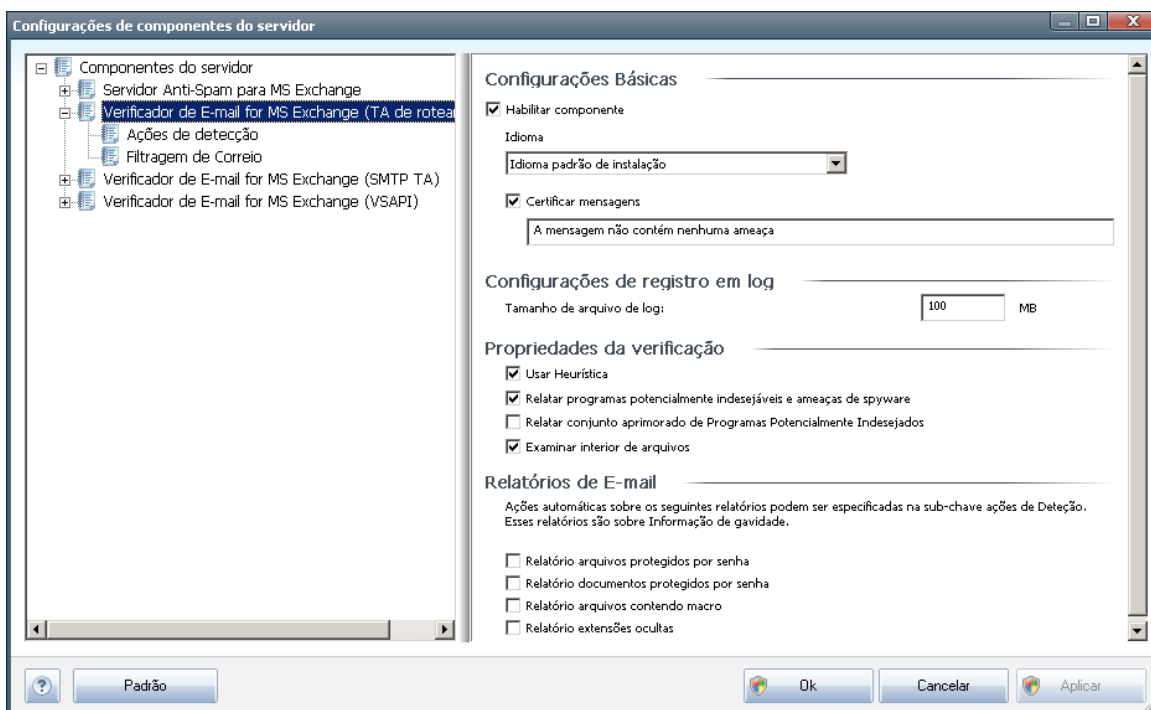 Configurações de componentes do servidor
Componentes do servidor
Servidor Anti-Spam para MS Exchange
Verificador de E-mail for MS Exchange (TA de rotear
Ações de detecção
Filtragem de Correio
Verificador de E-mail for MS Exchange (SMTP TA)
Verificador de E-mail for MS Exchange (VSAPI)
Configurações Básicas
Habilitar componente
Idioma
Idioma padrão de instalação
Certificar mensagens
A mensagem não contém nenhuma ameaça
Configurações de registro em log
Tamanho de arquivo de log: 100 MB
Propriedades da verificação
Usar Heurística
Relatar programas potencialmente indesejáveis e ameaças de spyware
Relatar conjunto aprimorado de Programas Potencialmente Indesejados
Examinar interior de arquivos
Relatórios de E-mail
Ações automáticas sobre os seguintes relatórios podem ser especificadas na sub-chave ações de Deteção.
Esses relatórios são sobre Informação de gavidade.
Relatório arquivos protegidos por senha
Relatório documentos protegidos por senha
Relatório arquivos contendo macro
Relatório extensões ocultas
? Padrão Ok Cancelar Aplicar